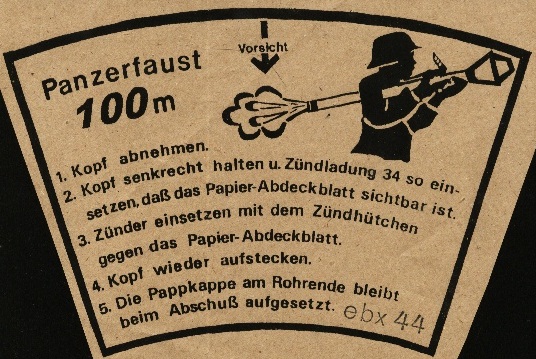 Panzerfaust
100m
Vorsicht
1. Kopf abnehmen.
2. Kopf senkrecht halten u. Zündladung 34 so ein-
setzen, daß das Papier-Abdeckblatt sichtbar ist.
3. Zünder einsetzen mit dem Zündhütchen
gegen das Papier-Abdeckblatt.
4. Kopf wieder aufstecken.
5. Die Pappkappe am Rohrende bleibt
beim Abschuß aufgesetzt.
ebx 44